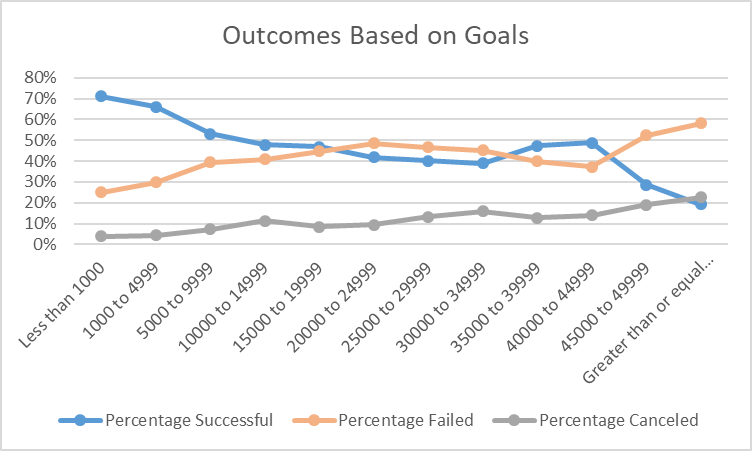 Outcomes Based on Goals
80%
70%
60%
50%
40%
30%
20%
10%
0%
Less than 1000
1000 to 4999
5000 to 9999
10000 to 14999
15000 to 19999
20000 to 24999
25000 to 29999
30000 to 34999
35000 to 39999
40000 to 44999
45000 to 49999
Greater than or equal...
Percentage Successful
Percentage Failed
Percentage Canceled